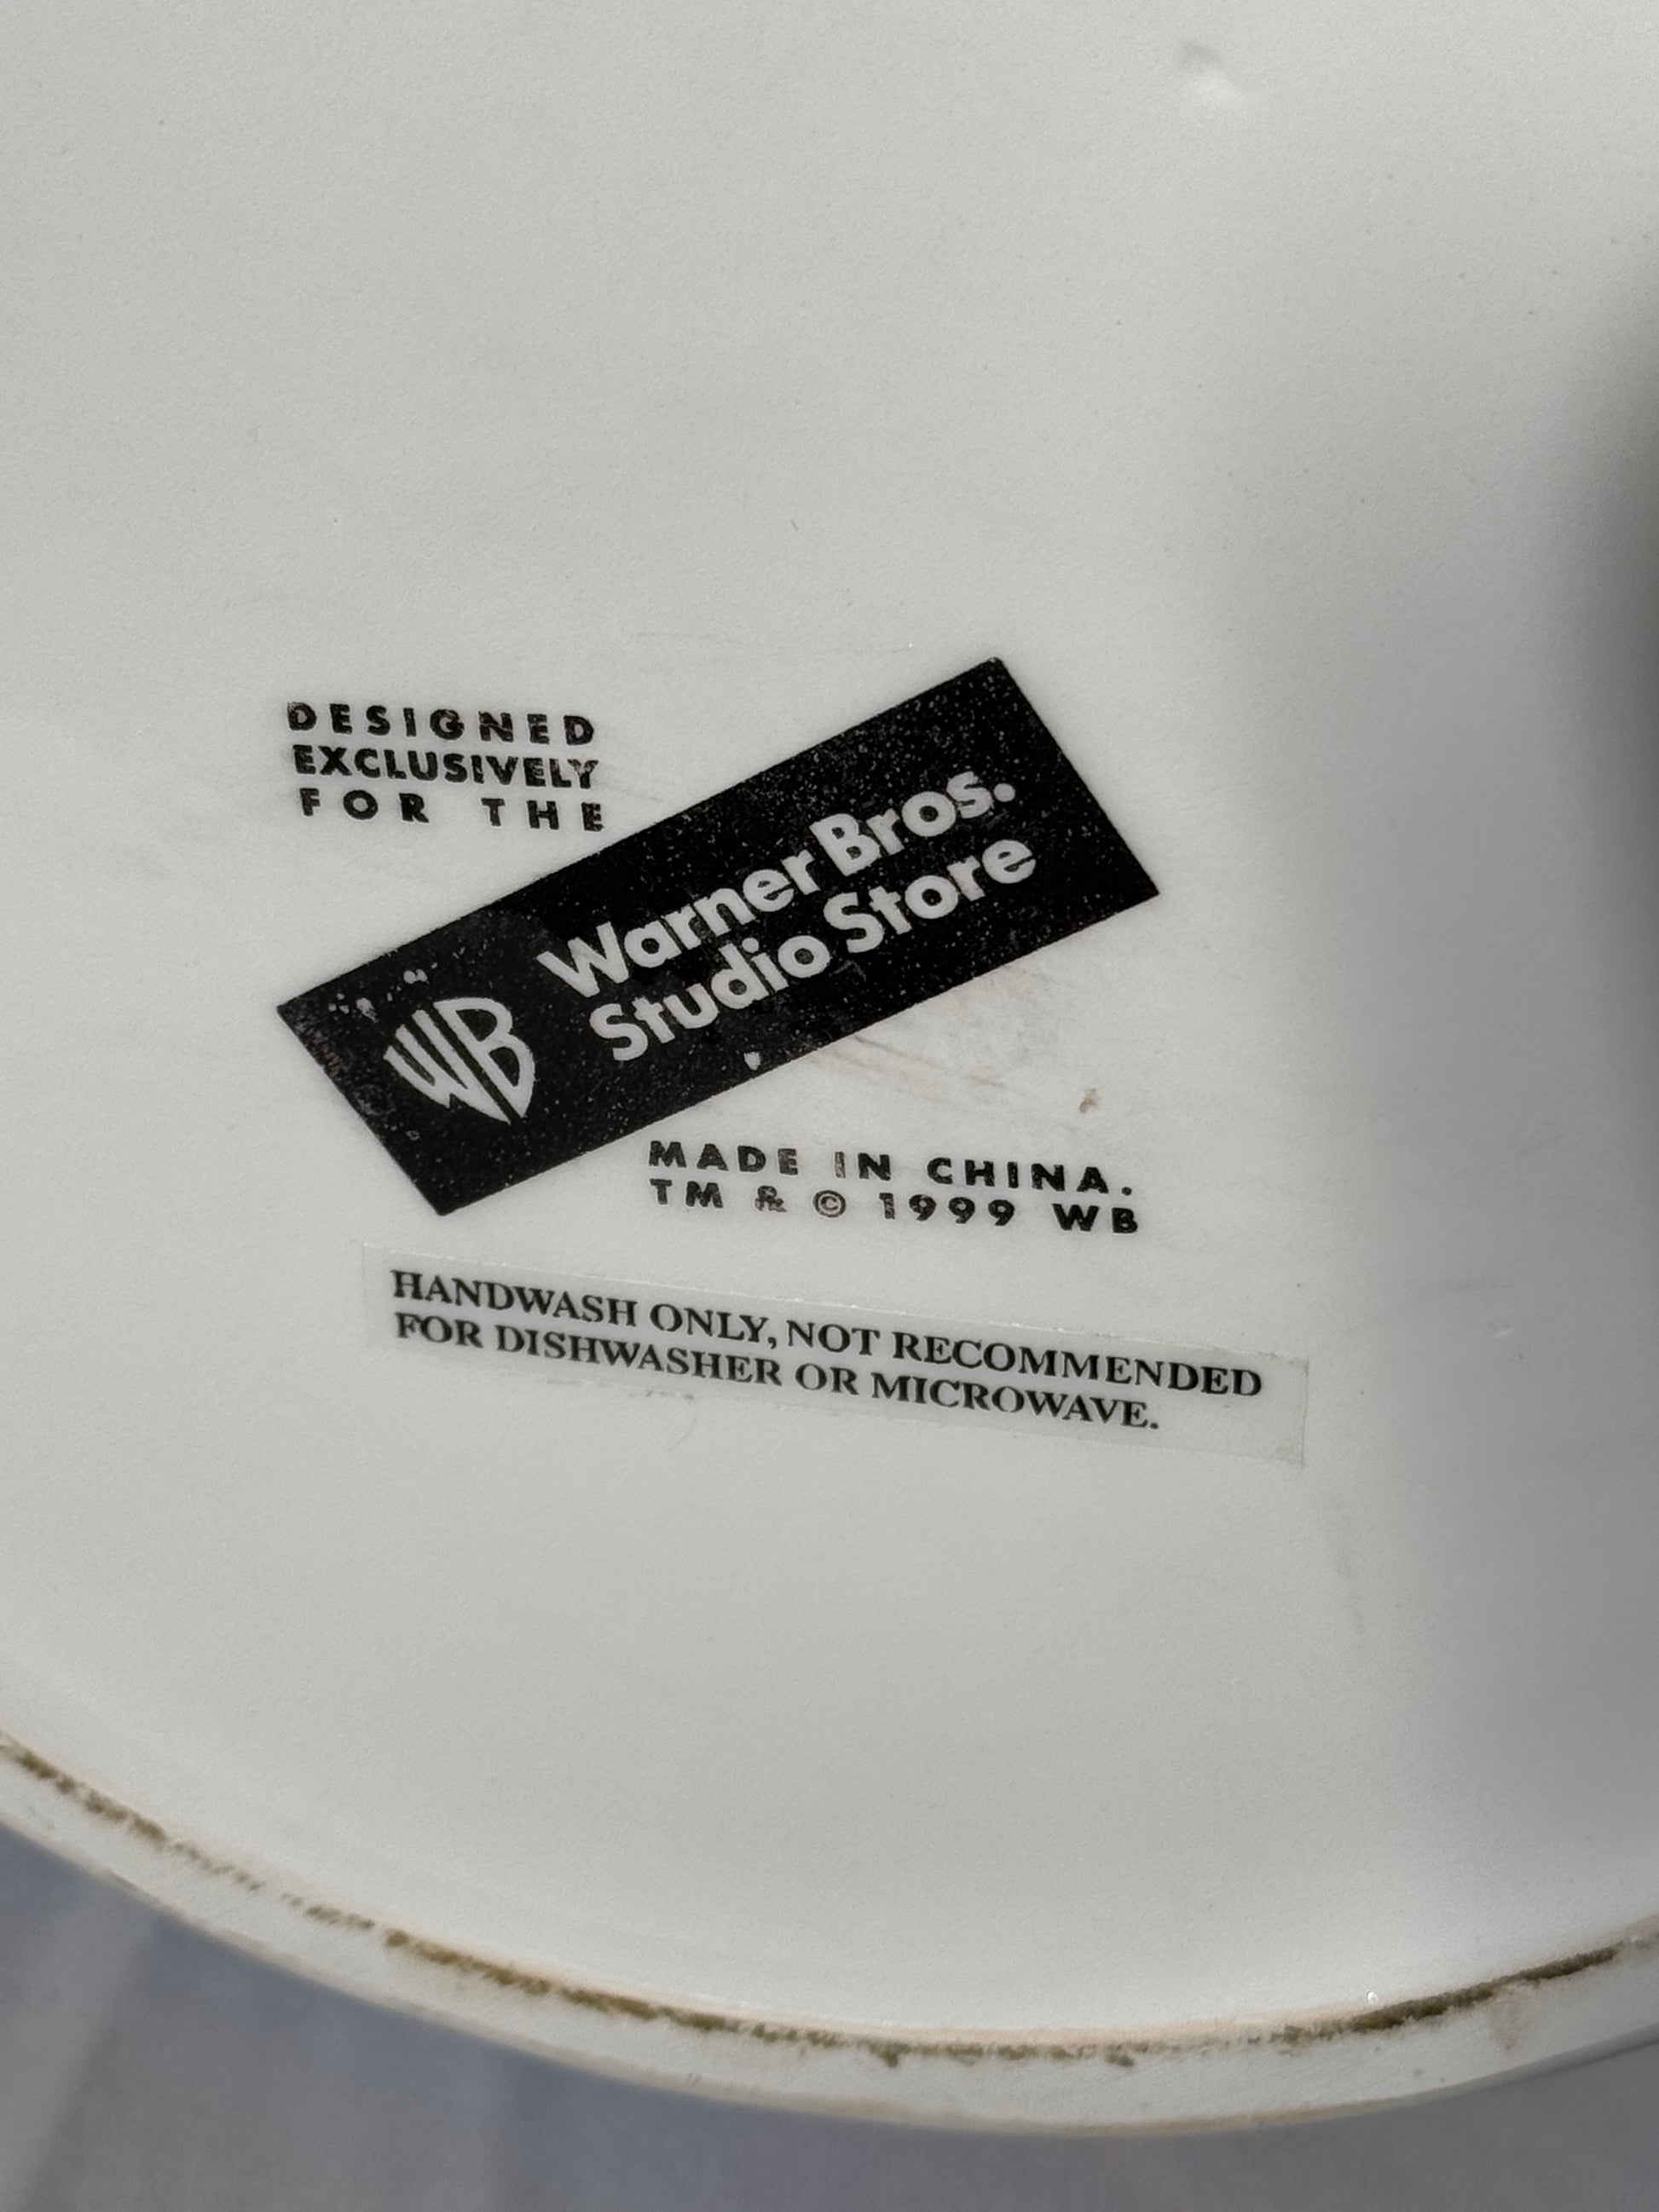 DESIGNED
EXCLUSIVELY
FOR THE
WB
Warner Bros.
Studio Store
MADE IN CHINA.
TM & © 1999 WB
HANDWASH ONLY, NOT RECOMMENDED
FOR DISHWASHER OR MICROWAVE.